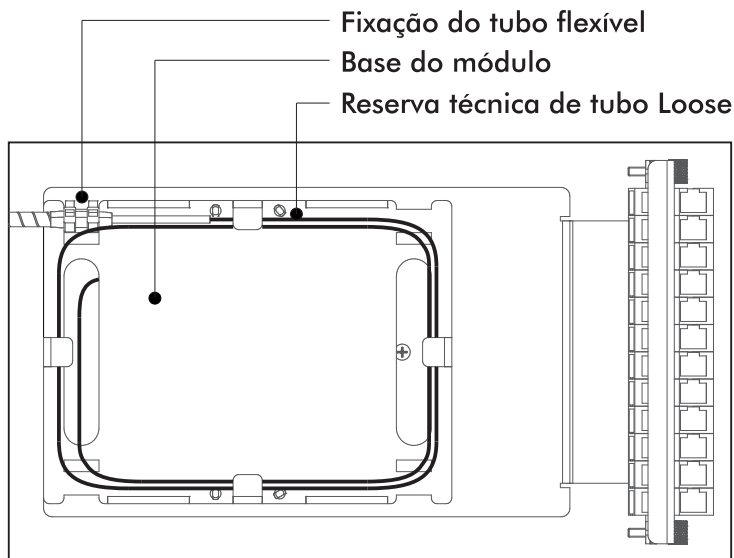 Fixação do tubo flexível
Base do módulo
Reserva técnica de tubo Loose